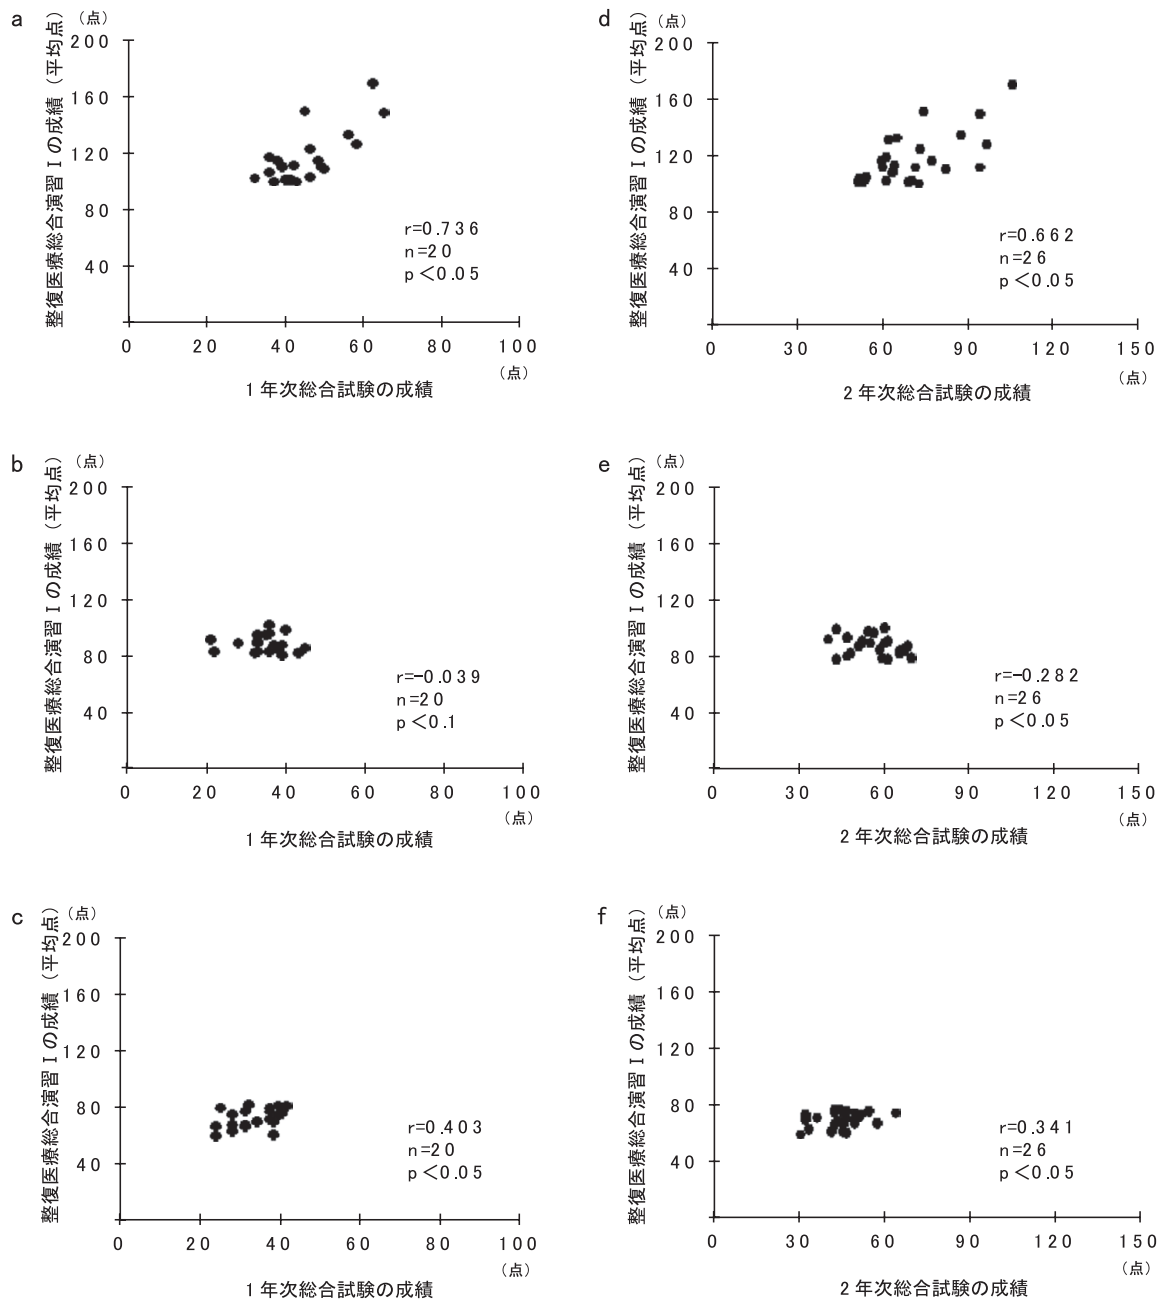 a
整復医療総合演習Ⅰの成績（平均点）
（点）
200
160
120
80
40
0
20
40
60
80
100
（点）
r=0.736
n=20
p＜0.05
1年次総合試験の成績
d
整復医療総合演習Ⅰの成績（平均点）
（点）
200
160
120
80
40
0
30
60
90
120
150
（点）
r=0.662
n=26
p＜0.05
2年次総合試験の成績
b
整復医療総合演習Ⅰの成績（平均点）
（点）
200
160
120
80
40
0
20
40
60
80
100
（点）
r=−0.039
n=20
p＜0.1
1年次総合試験の成績
e
整復医療総合演習Ⅰの成績（平均点）
（点）
200
160
120
80
40
0
30
60
90
120
150
（点）
r=−0.282
n=26
p＜0.05
2年次総合試験の成績
c
整復医療総合演習Ⅰの成績（平均点）
（点）
200
160
120
80
40
0
20
40
60
80
100
（点）
r=0.403
n=20
p＜0.05
1年次総合試験の成績
f
整復医療総合演習Ⅰの成績（平均点）
（点）
200
160
120
80
40
0
30
60
90
120
150
（点）
r=0.341
n=26
p＜0.05
2年次総合試験の成績